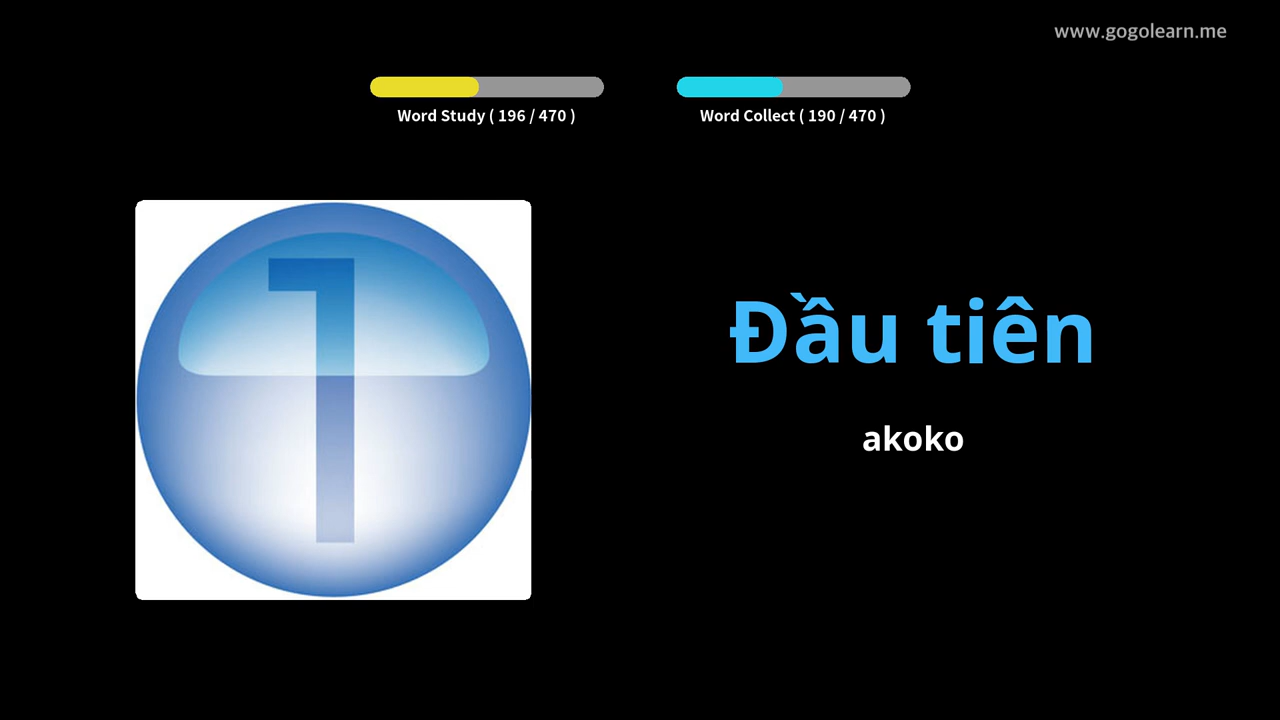 www.gogolearn.me
Word Study ( 196 / 470 )
Word Collect ( 190 / 470 )
1
Đầu tiên
akoko